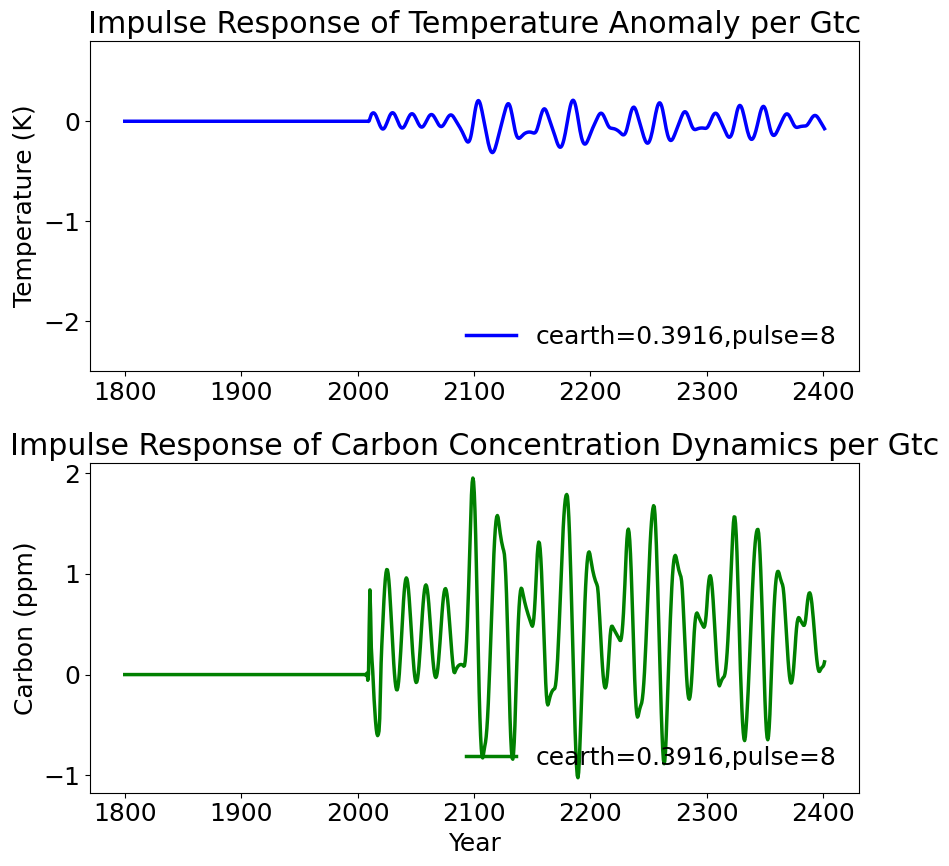 Impulse Response of Temperature Anomaly per Gtc
Temperature (K)
0
−1
−2
cearth=0.3916,pulse=8
1800 1900 2000 2100 2200 2300 2400
Impulse Response of Carbon Concentration Dynamics per Gtc
Carbon (ppm)
2
1
0
−1
cearth=0.3916,pulse=8
1800 1900 2000 2100 2200 2300 2400
Year